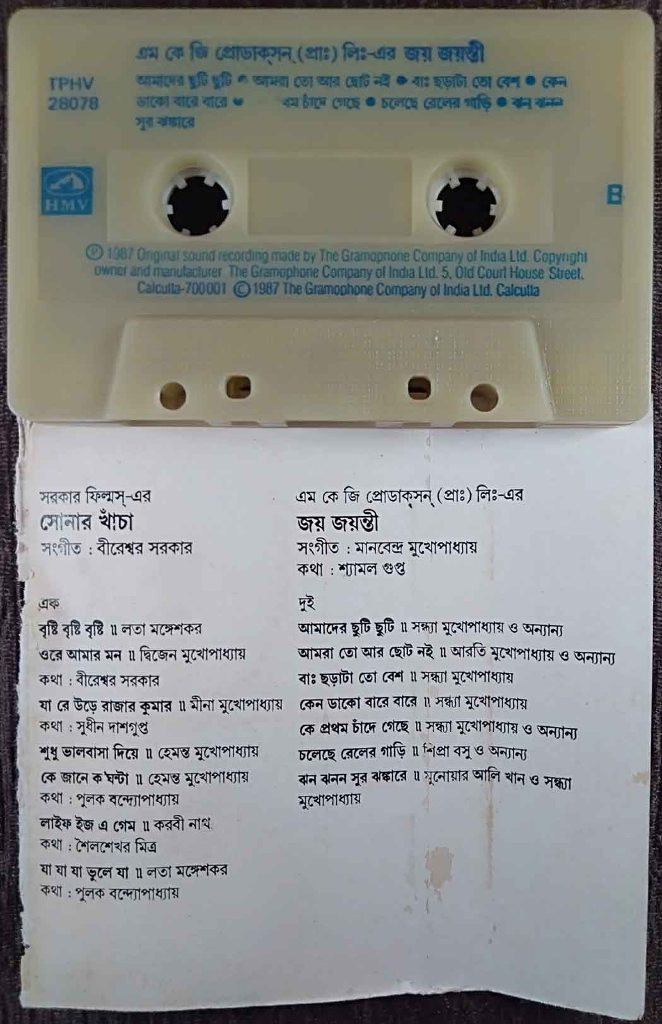 এম কে জি প্রোডাক্সন্ (প্রাঃ) লিঃ-এর জয় জয়ন্তী
TPHV
28078
আমাদের ছুটি ছুটি ● আমরা তো আর ছোট নই ● বাঃ ছড়াটা তো বেশ ● কেন
ডাকো বারে বারে ● থম চাঁদে গেছে ● চলেছে রেলের গাড়ি ● ঝন ঝনন
সুর ঝঙ্কারে
HMV
B
Ⓟ 1987 Original sound recording made by The Gramophone Company of India Ltd. Copyright
owner and manufacturer The Gramophone Company of India Ltd. 5, Old Court House Street,
Calcutta-700001 © 1987 The Gramophone Company of India Ltd. Calcutta
সরকার ফিল্মস্-এর
সোনার খাঁচা
সংগীত : বীরেশ্বর সরকার
এক
বৃষ্টি বৃষ্টি বৃষ্টি ॥ লতা মঙ্গেশকর
ওরে আমার মন ॥ দ্বিজেন মুখোপাধ্যায়
কথা : বীরেশ্বর সরকার
যা রে উড়ে রাজার কুমার ॥ মীনা মুখোপাধ্যায়
কথা : সুধীন দাশগুপ্ত
শুধু ভালবাসা দিয়ে ॥ হেমন্ত মুখোপাধ্যায়
কে জানে ক'ঘন্টা ॥ হেমন্ত মুখোপাধ্যায়
কথা : পুলক বন্দ্যোপাধ্যায়
লাইফ ইজ এ গেম ॥ করবী নাথ
কথা : শৈলশেখর মিত্র
যা যা যা ভুলে যা ॥ লতা মঙ্গেশকর
কথা : পুলক বন্দ্যোপাধ্যায়
এম কে জি প্রোডাক্সন্ (প্রাঃ) লিঃ-এর
জয় জয়ন্তী
সংগীত : মানবেন্দ্র মুখোপাধ্যায়
কথা : শ্যামল গুপ্ত
দুই
আমাদের ছুটি ছুটি ॥ সন্ধ্যা মুখোপাধ্যায় ও অন্যান্য
আমরা তো আর ছোট নই ॥ আরতি মুখোপাধ্যায় ও অন্যান্য
বাঃ ছড়াটা তো বেশ ॥ সন্ধ্যা মুখোপাধ্যায়
কেন ডাকো বারে বারে ॥ সন্ধ্যা মুখোপাধ্যায়
কে প্রথম চাঁদে গেছে ॥ সন্ধ্যা মুখোপাধ্যায় ও অন্যান্য
চলেছে রেলের গাড়ি ॥ শিপ্রা বসু ও অন্যান্য
ঝন ঝনন সুর ঝঙ্কারে ॥ মুনোয়ার আলি খান ও সন্ধ্যা
মুখোপাধ্যায়